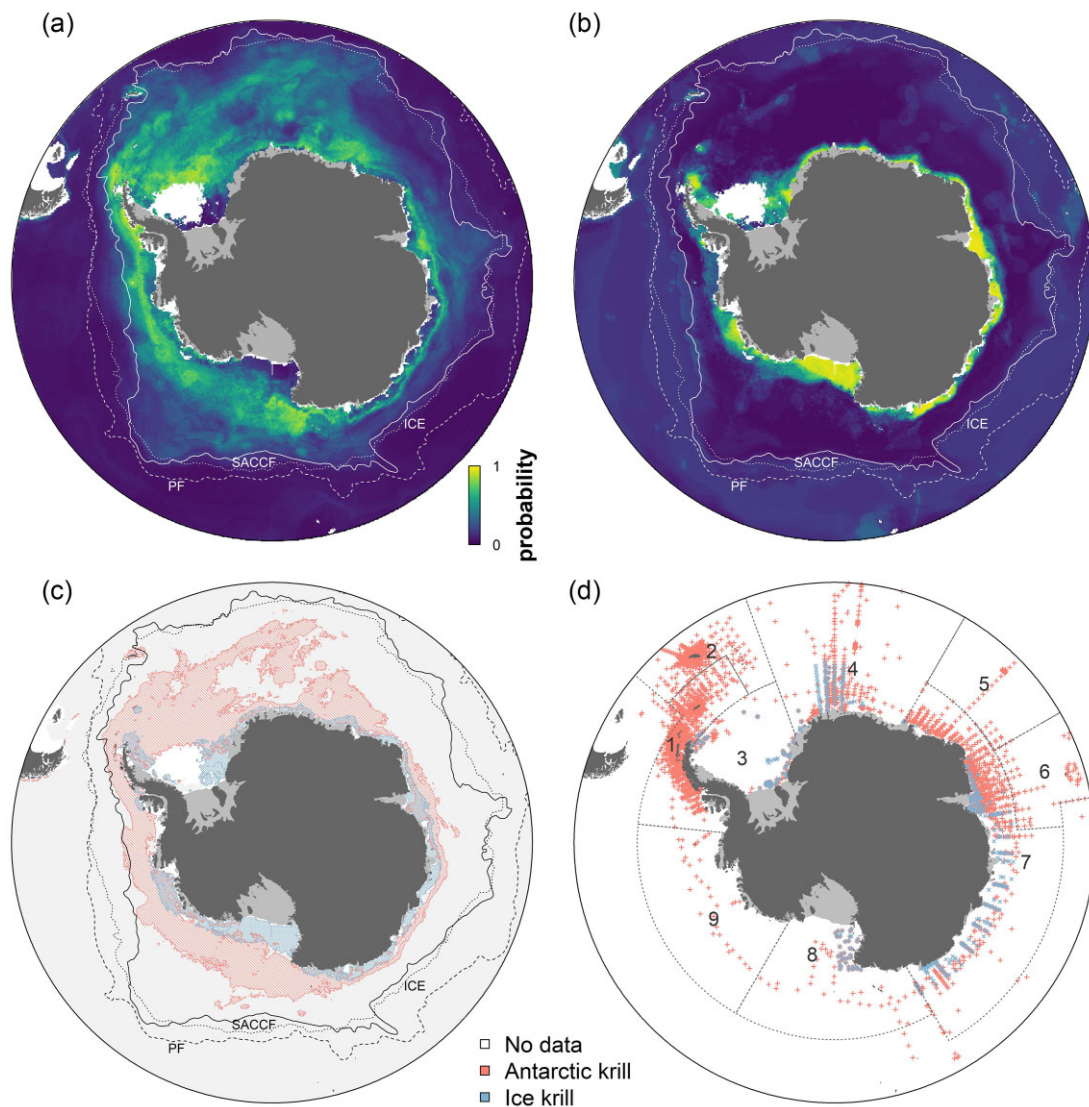 (a)
(b)
ICE
SACCF
PF
1
0
probability
ICE
SACCF
PF
(c)
(d)
2
4
5
1
3
6
7
9
8
ICE
SACCF
PF
No data
Antarctic krill
Ice krill